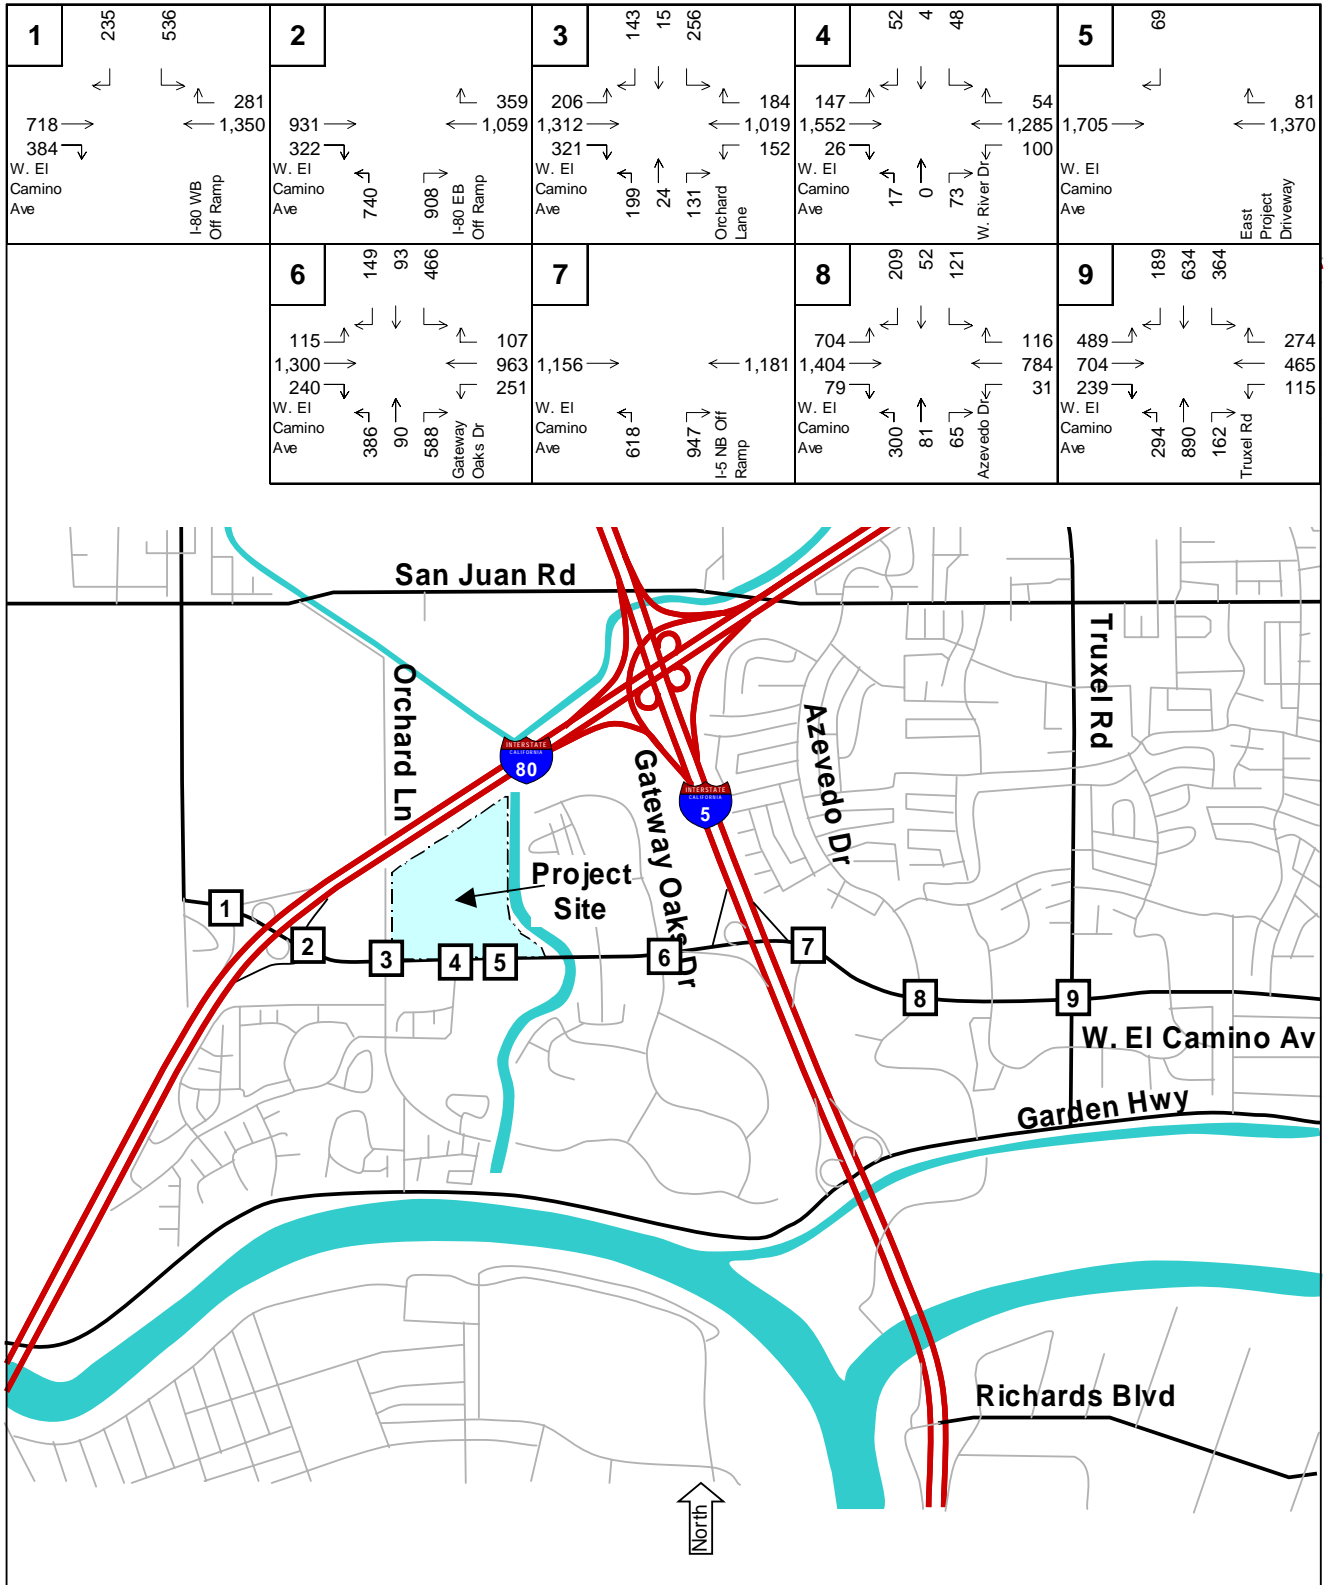 1
235 536
281
718 1,350
384
W. El
Camino
Ave
I-80 WB
Off Ramp
2
359
931 1,059
322
W. El
Camino
Ave
740 908
I-80 EB
Off Ramp
3
143 15 256
206 184
1,312 1,019
321 152
W. El
Camino
Ave
199 24 131
Orchard
Lane
4
52 4 48
147 54
1,552 1,285
26 100
W. El
Camino
Ave
17 0 73
W. River Dr
5
69
81
1,705 1,370
W. El
Camino
Ave
East
Project
Driveway
6
149 93 466
115 107
1,300 963
240 251
W. El
Camino
Ave
386 90 588
Gateway
Oaks Dr
7
1,156 1,181
W. El
Camino
Ave
618 947
I-5 NB Off
Ramp
8
209 52 121
704 116
1,404 784
79 31
W. El
Camino
Ave
300 81 65
Azevedo Dr
9
189 634 364
489 274
704 465
239 115
W. El
Camino
Ave
294 890 162
Truxel Rd
San Juan Rd
Orchard Ln
Truxel Rd
Azevedo Dr
Gateway Oaks Dr
INTERSTATE
CALIFORNIA
80
INTERSTATE
CALIFORNIA
5
Project
Site
1
2
3
4
5
6
7
8
9
W. El Camino Av
Garden Hwy
Richards Blvd
North